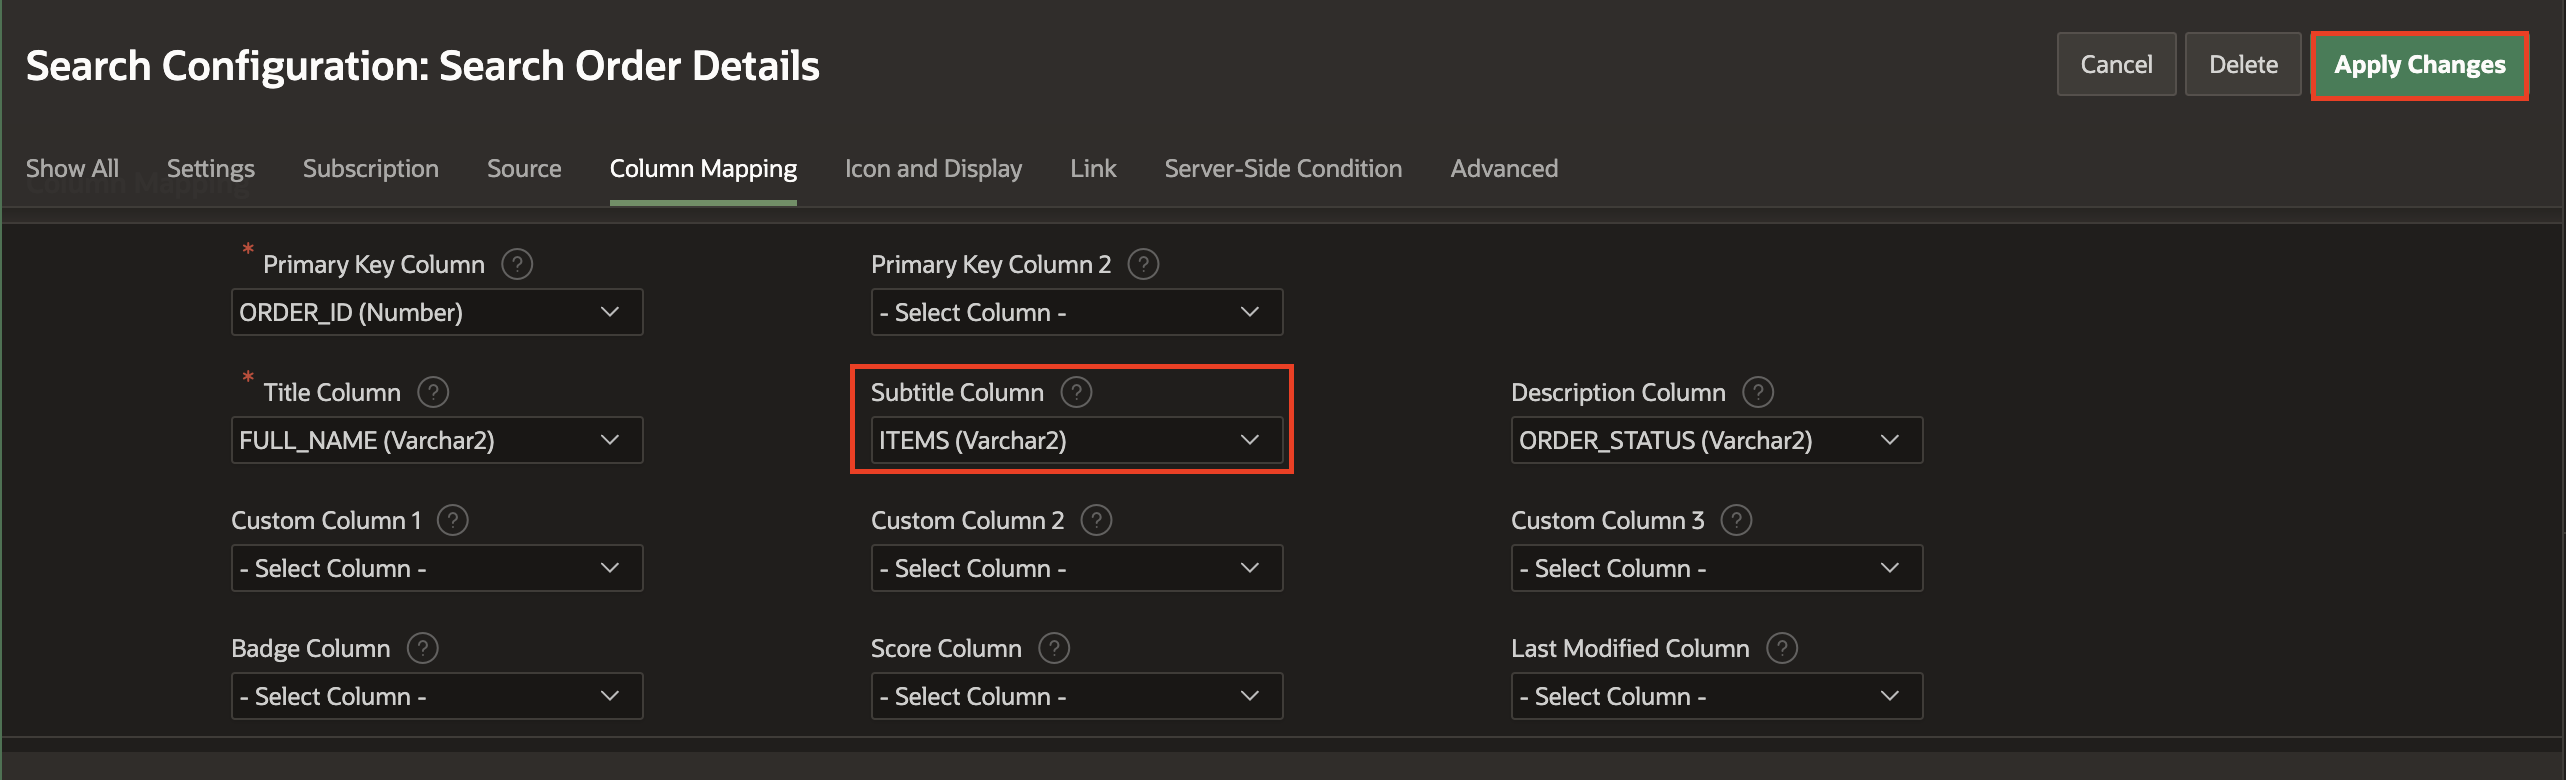 Search Configuration: Search Order Details
Cancel
Delete
Apply Changes
Show All
Settings
Subscription
Source
Column Mapping
Icon and Display
Link
Server-Side Condition
Advanced
Column Mapping
* Primary Key Column ?
ORDER_ID (Number)
Primary Key Column 2 ?
- Select Column -
* Title Column ?
FULL_NAME (Varchar2)
Subtitle Column ?
ITEMS (Varchar2)
Description Column ?
ORDER_STATUS (Varchar2)
Custom Column 1 ?
- Select Column -
Custom Column 2 ?
- Select Column -
Custom Column 3 ?
- Select Column -
Badge Column ?
- Select Column -
Score Column ?
- Select Column -
Last Modified Column ?
- Select Column -